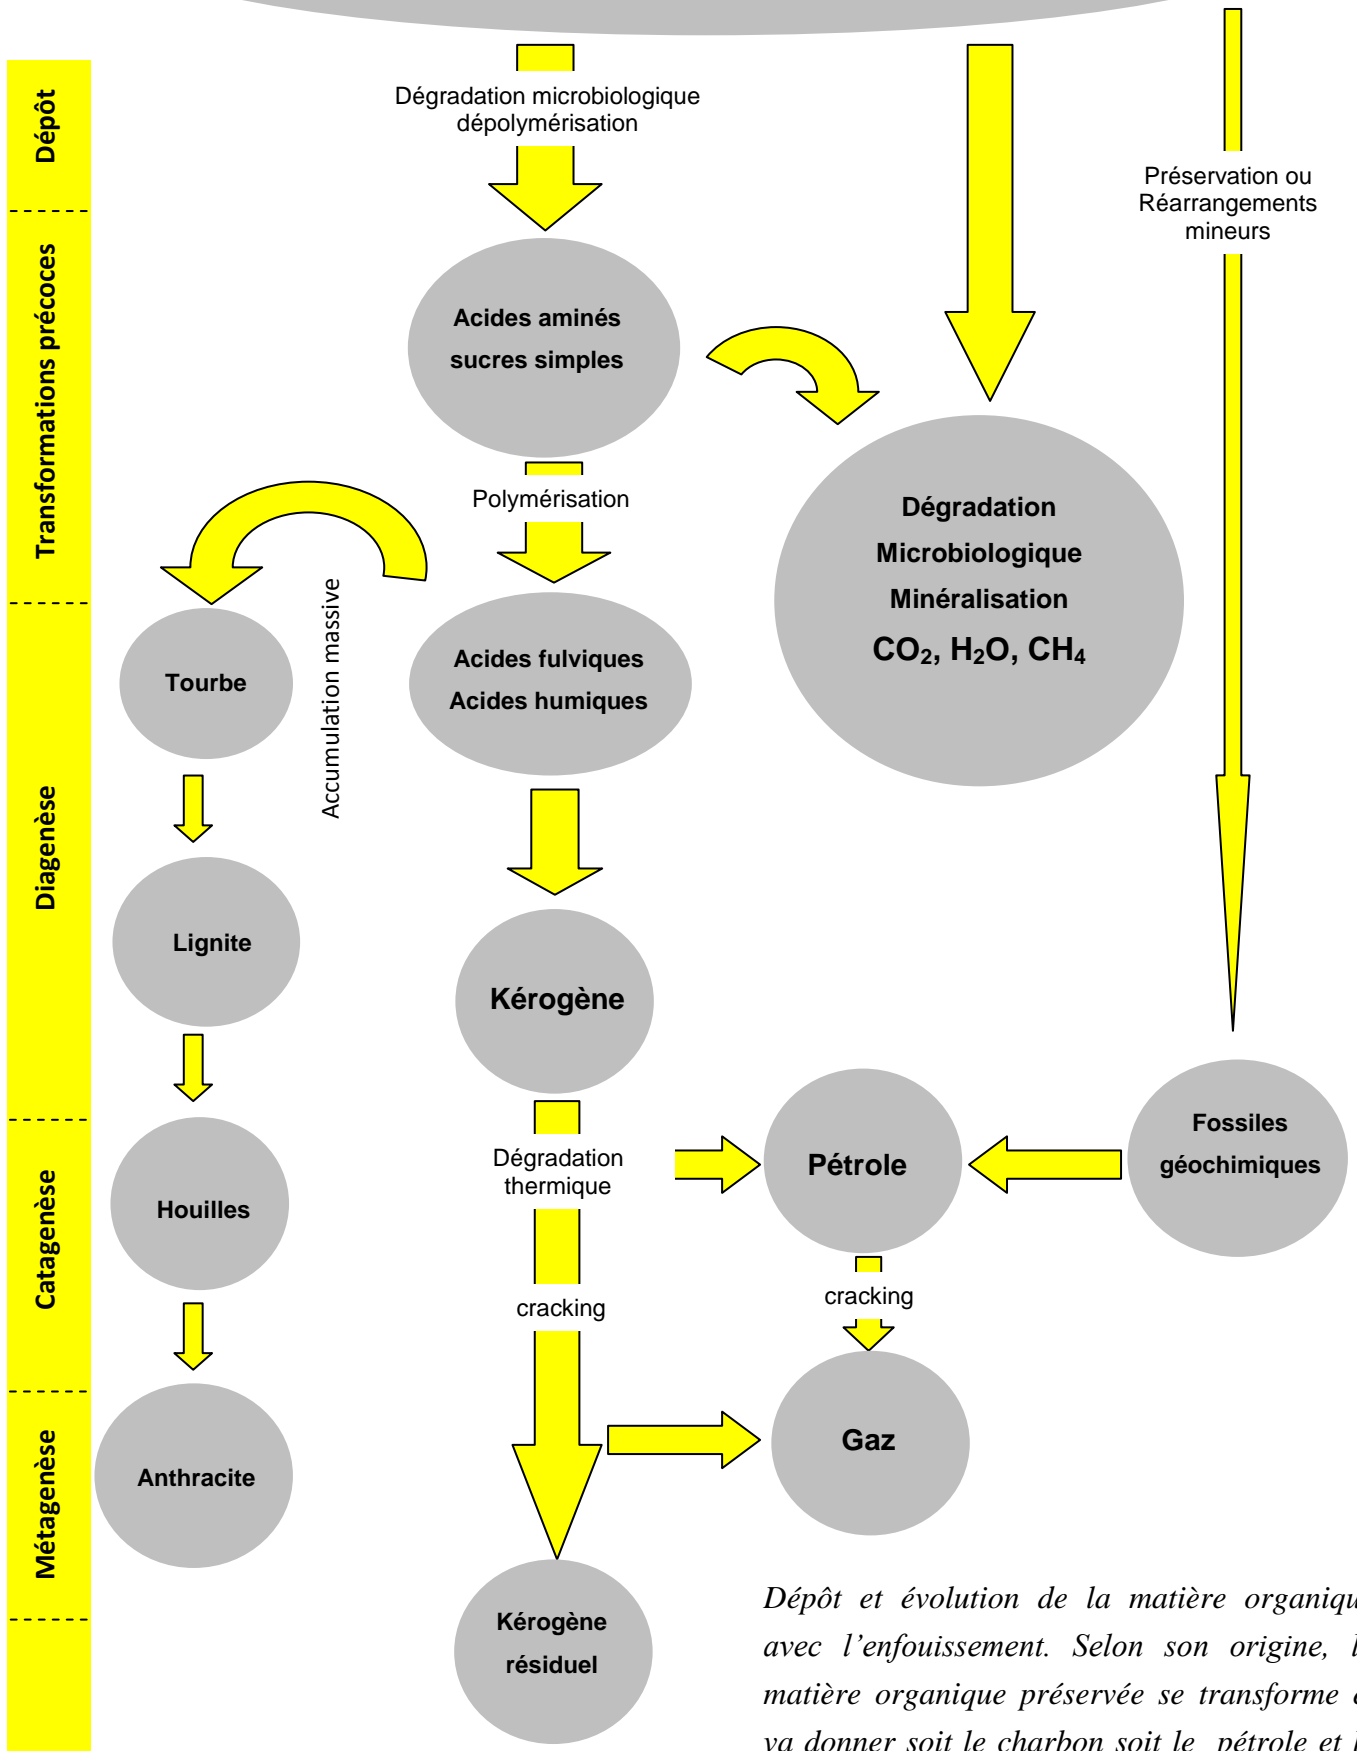 Dépôt
Transformations précoces
Diagenèse
Catagenèse
Métagenèse
Dégradation microbiologique
dépolymérisation
Préservation ou
Réarrangements
mineurs
Acides aminés
sucres simples
Polymérisation
Dégradation
Microbiologique
Minéralisation
CO₂, H₂O, CH₄
Accumulation massive
Tourbe
Acides fulviques
Acides humiques
Lignite
Kérogène
Houilles
Dégradation
thermique
Pétrole
Fossiles
géochimiques
cracking
cracking
Anthracite
Gaz
Kérogène
résiduel
Dépôt et évolution de la matière organiqu
avec l’enfouissement. Selon son origine, l
matière organique préservée se transforme e
va donner soit le charbon soit le pétrole et l